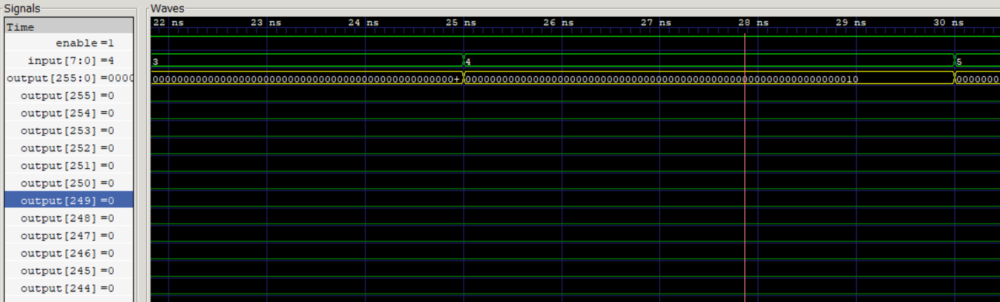 Signals Waves
Time 22 ns 23 ns 24 ns 25 ns 26 ns 27 ns 28 ns 29 ns 30 ns
enable =1
input[7:0] =4 3 4 5
output[255:0] =0000 0000000000000000000000000000000000000000000000000+ 0000000000000000000000000000000000000000000000000000000000000010 0000000
output[255] =0
output[254] =0
output[253] =0
output[252] =0
output[251] =0
output[250] =0
output[249] =0
output[248] =0
output[247] =0
output[246] =0
output[245] =0
output[244] =0